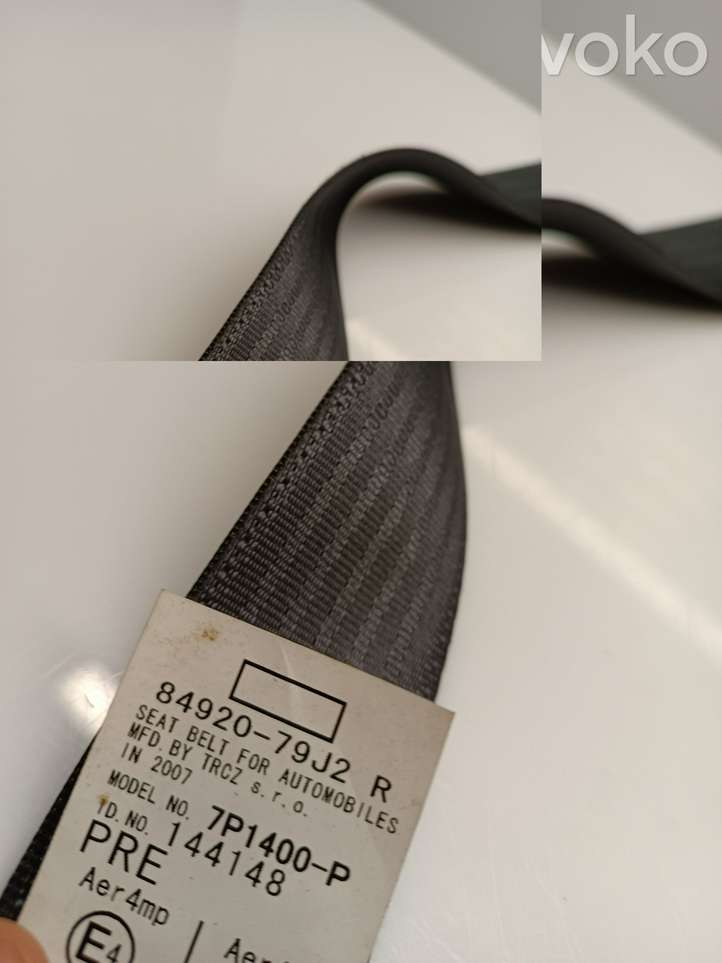 voko
84920-79J2 R
SEAT BELT FOR AUTOMOBILES
MFD. BY TRCZ s.r.o.
IN 2007
MODEL NO. 7P1400-P
ID. NO. 144148
PRE
Aer4mp
E4